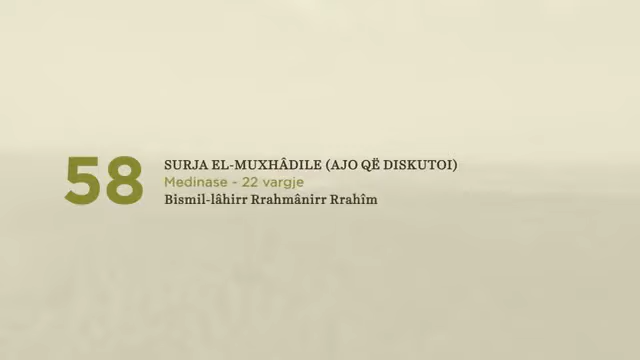 58
SURJA EL-MUXHÂDILE (AJO QË DISKUTOI)
Medinase - 22 vargje
Bismil-lâhirr Rrahmânirr Rrahîm